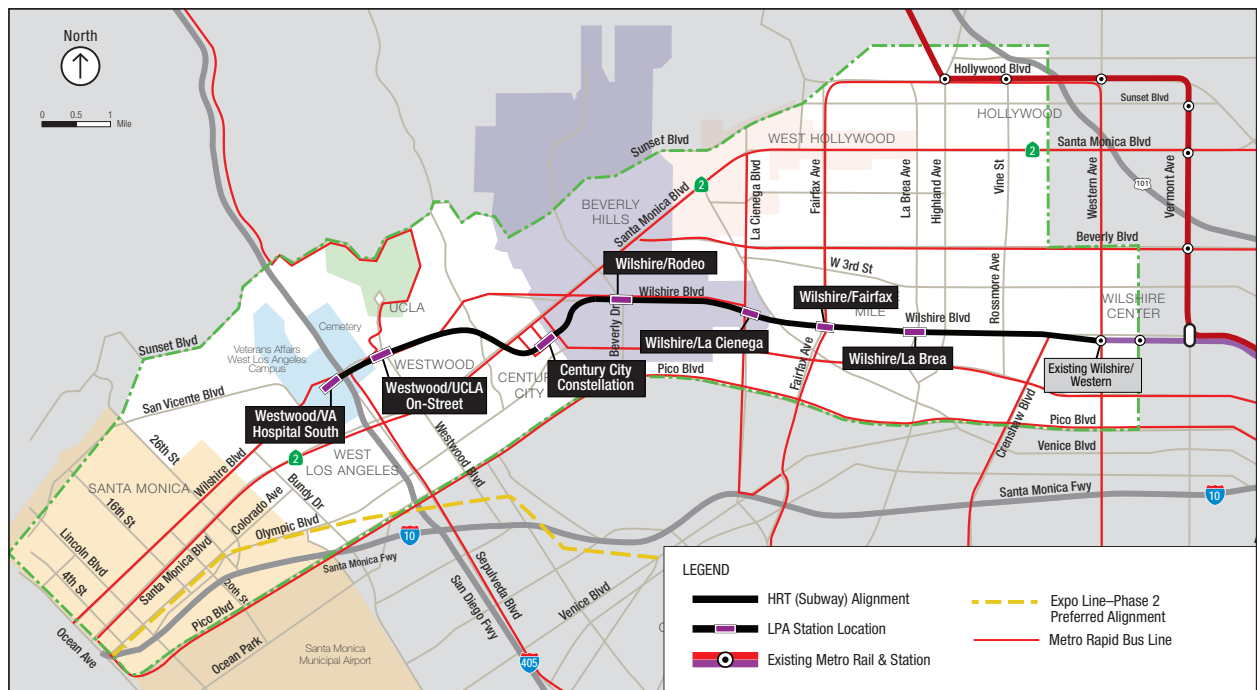 North
0 0.5 1
Mile
Hollywood Blvd
Sunset Blvd
HOLLYWOOD
WEST HOLLYWOOD
Santa Monica Blvd
2
Sunset Blvd
2
101
BEVERLY
HILLS
Santa Monica Blvd
La Cienega Blvd
Fairfax Ave
La Brea Ave
Highland Ave
Vine St
Western Ave
Vermont Ave
Beverly Blvd
W 3rd St
Rossmore Ave
Wilshire/Rodeo
Wilshire Blvd
Wilshire/Fairfax
MILE
Wilshire Blvd
WILSHIRE
CENTER
UCLA
Cemetery
Beverly Dr
Wilshire/La Cienega
Wilshire/La Brea
Fairfax Ave
Existing Wilshire/
Western
Sunset Blvd
Veterans Affairs
West Los Angeles
Campus
WESTWOOD
Westwood/UCLA
On-Street
CENTURY
CITY
Century City
Constellation
Pico Blvd
San Vicente Blvd
Westwood/VA
Hospital South
Crenshaw Blvd
Pico Blvd
Venice Blvd
26th St
Wilshire Blvd
2
WEST
LOS ANGELES
Westwood Blvd
Santa Monica Fwy
10
SANTA MONICA
16th St
Colorado Ave
Bundy Dr
Olympic Blvd
10
Lincoln Blvd
Santa Monica Blvd
Santa Monica Fwy
4th St
20th St
Pico Blvd
Sepulveda Blvd
San Diego Fwy
Venice Blvd
Ocean Ave
Ocean Park
Santa Monica
Municipal Airport
405
LEGEND
HRT (Subway) Alignment
LPA Station Location
Existing Metro Rail & Station
Expo Line–Phase 2
Preferred Alignment
Metro Rapid Bus Line